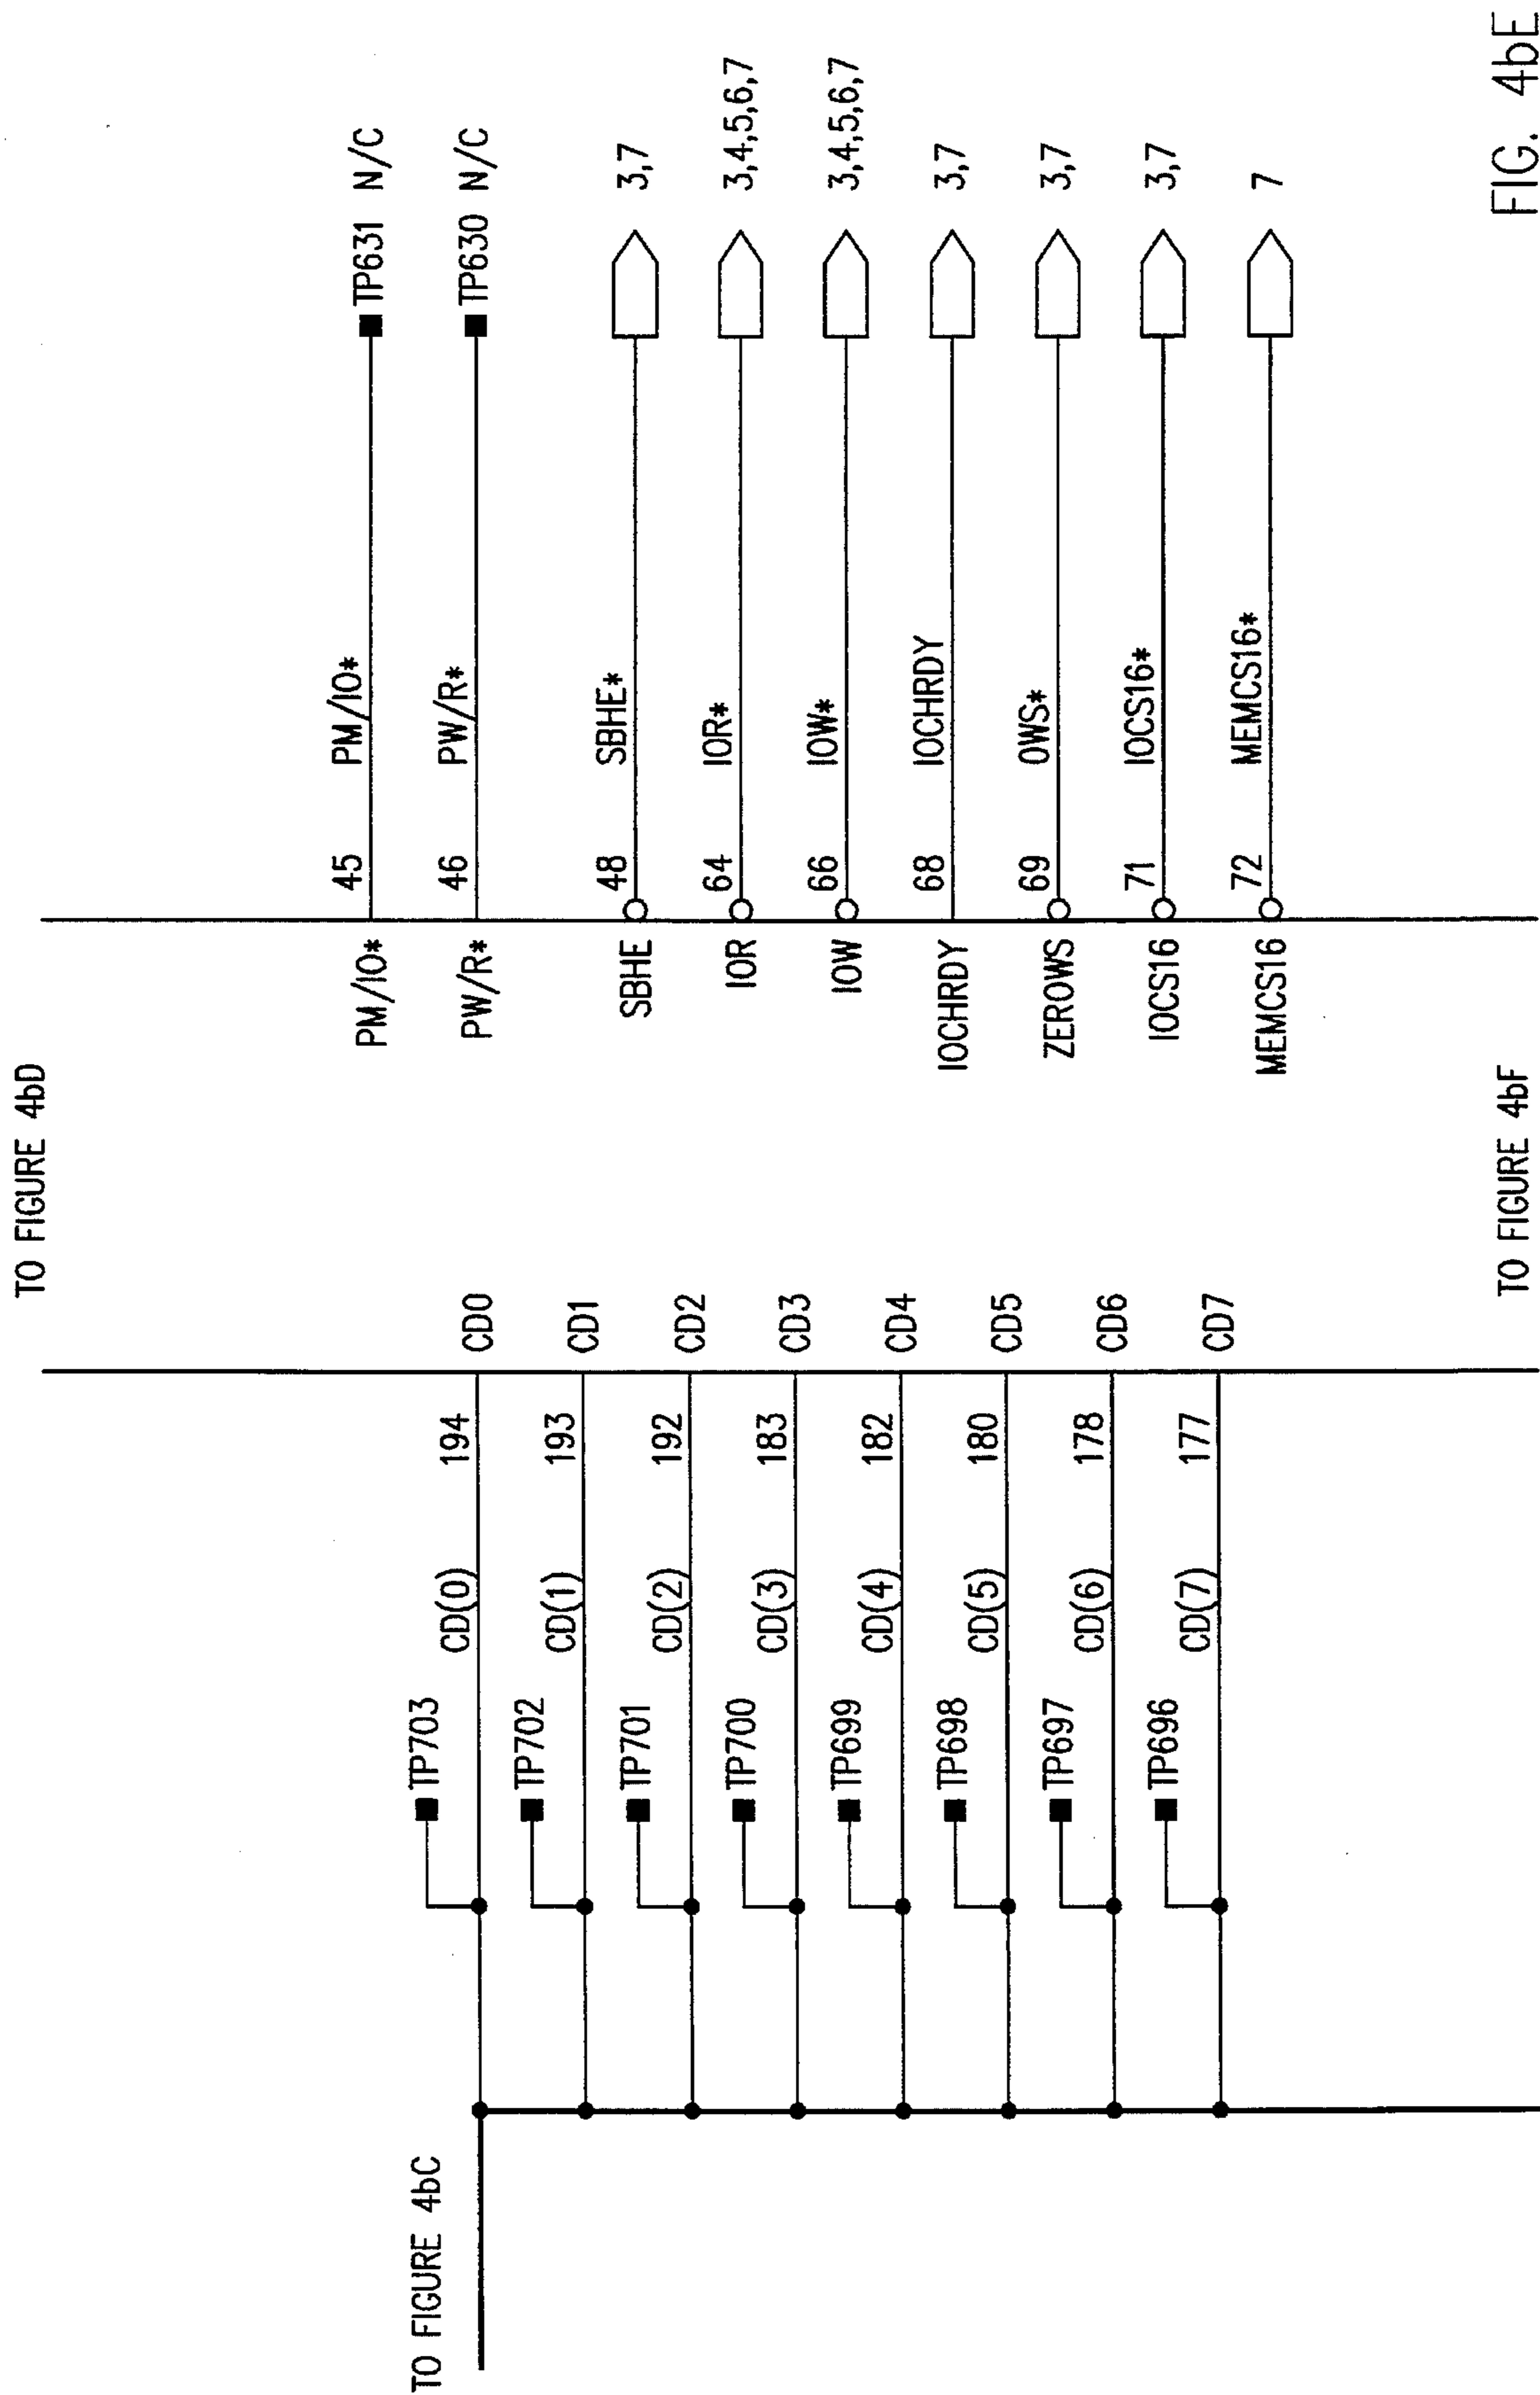 TO FIGURE 4bD
TO FIGURE 4bC
TP703
CD(0) 194 CD0
TP702
CD(1) 193 CD1
TP701
CD(2) 192 CD2
TP700
CD(3) 183 CD3
TP699
CD(4) 182 CD4
TP698
CD(5) 180 CD5
TP697
CD(6) 178 CD6
TP696
CD(7) 177 CD7
PM/IO* 45 PM/IO* TP631 N/C
PW/R* 46 PW/R* TP630 N/C
SBHE 48 SBHE* 3,7
IOR 64 IOR* 3,4,5,6,7
IOW 66 IOW* 3,4,5,6,7
IOCHRDY 68 IOCHRDY 3,7
ZEROWS 69 0WS* 3,7
IOCS16 71 IOCS16* 3,7
MEMCS16 72 MEMCS16* 7
TO FIGURE 4bF
FIG. 4bE